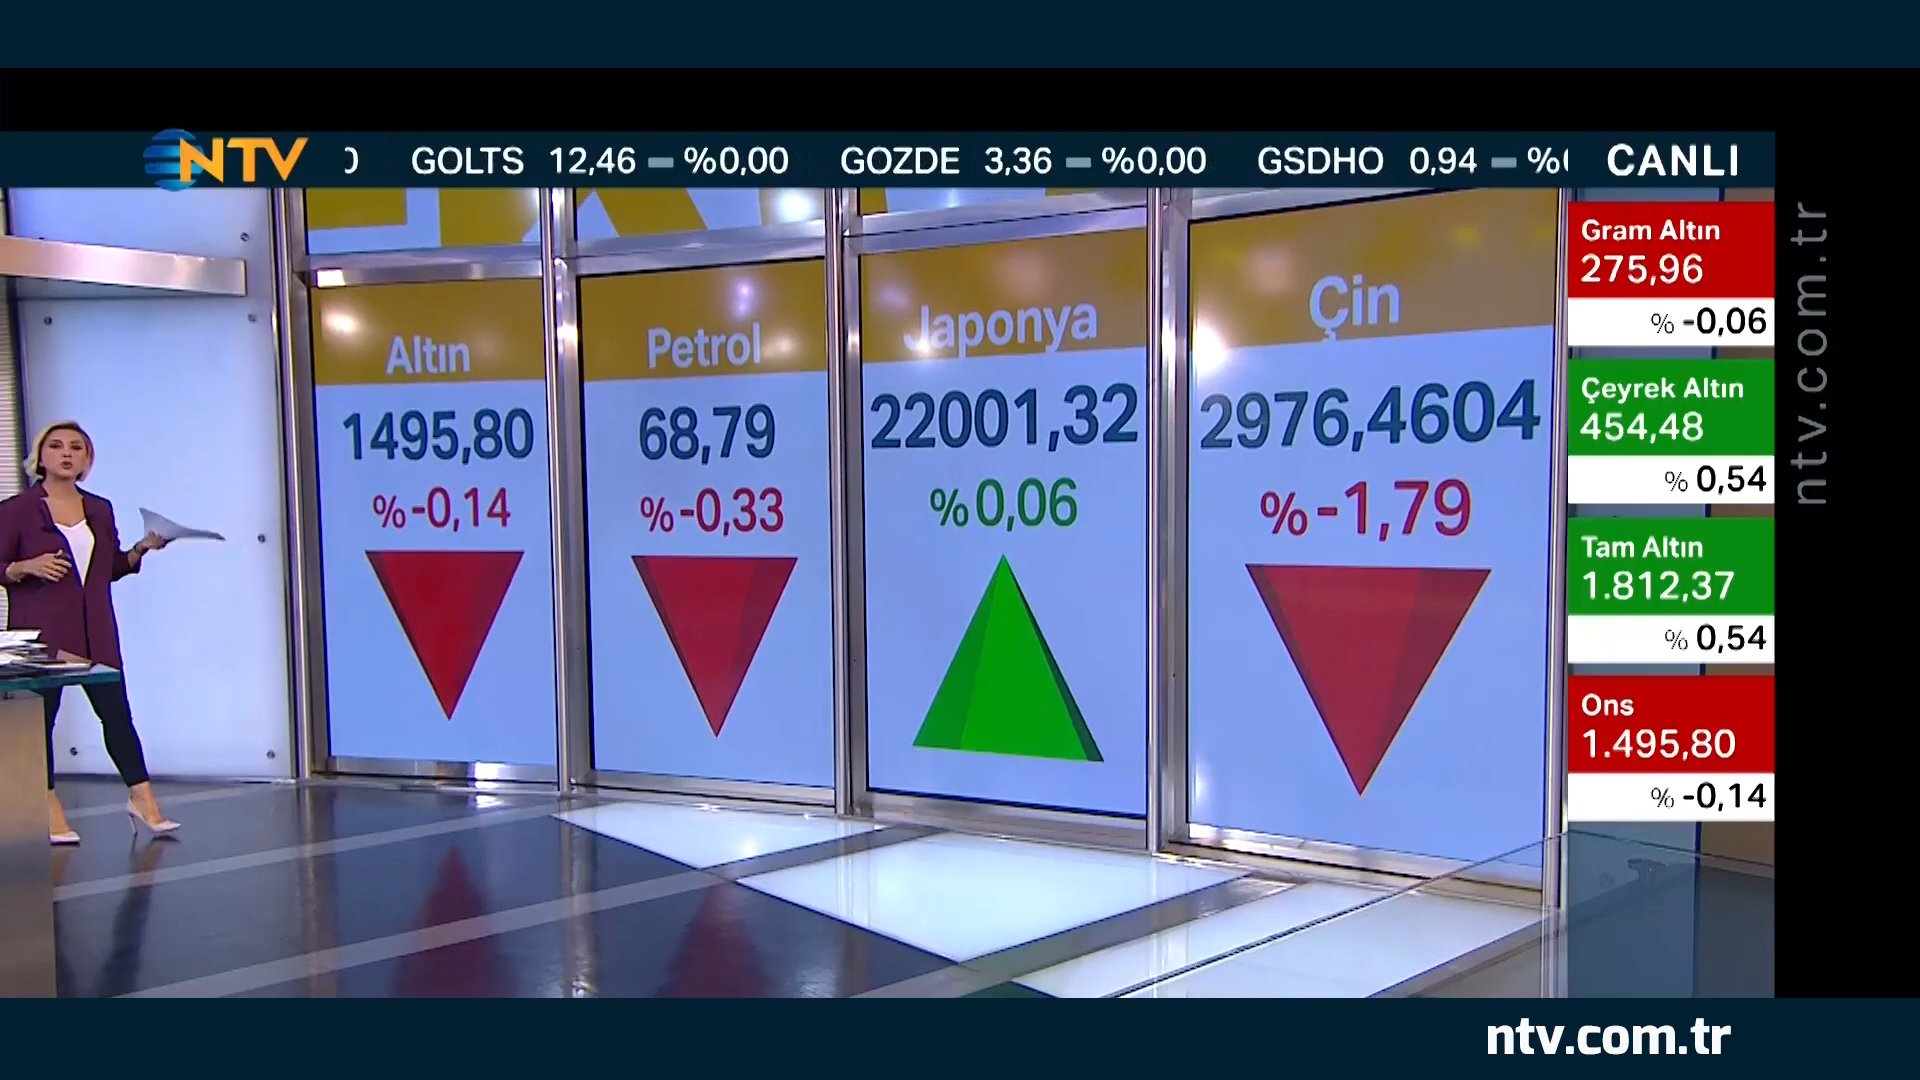 NTV
GOLTS 12,46 %0,00 GOZDE 3,36 %0,00 GSDHO 0,94
CANLI
Altın
1495,80
%-0,14
Petrol
68,79
%-0,33
Japonya
22001,32
%0,06
Çin
2976,4604
%-1,79
Gram Altın
275,96
% -0,06
Çeyrek Altın
454,48
% 0,54
Tam Altın
1.812,37
% 0,54
Ons
1.495,80
% -0,14
ntv.com.tr
ntv.com.tr